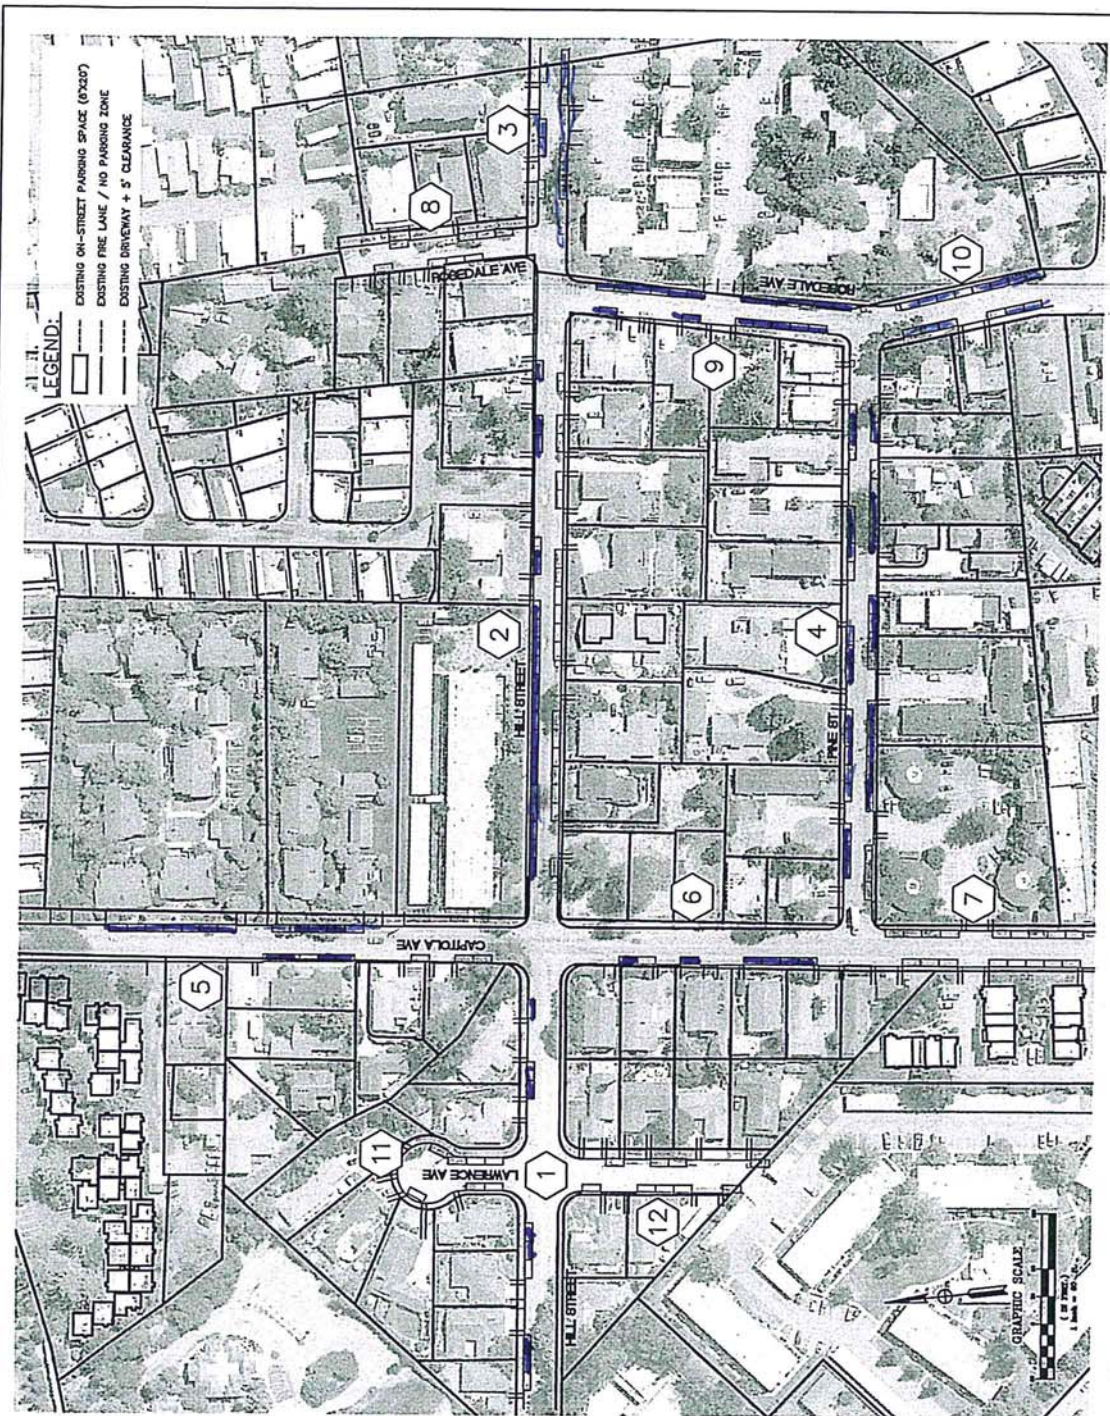 LEGEND:
EXISTING ON-STREET PARKING SPACE (8'X20')
EXISTING FIRE LANE / NO PARKING ZONE
EXISTING DRIVEWAY + 5' CLEARANCE
3
8
ROSEDALE AVE
10
ROSEDALE AVE
9
2
HILL STREET
4
PINE ST
6
7
CAPITOLA AVE
5
11
LAWRENCE AVE
1
12
HILL STREET
GRAPHIC SCALE